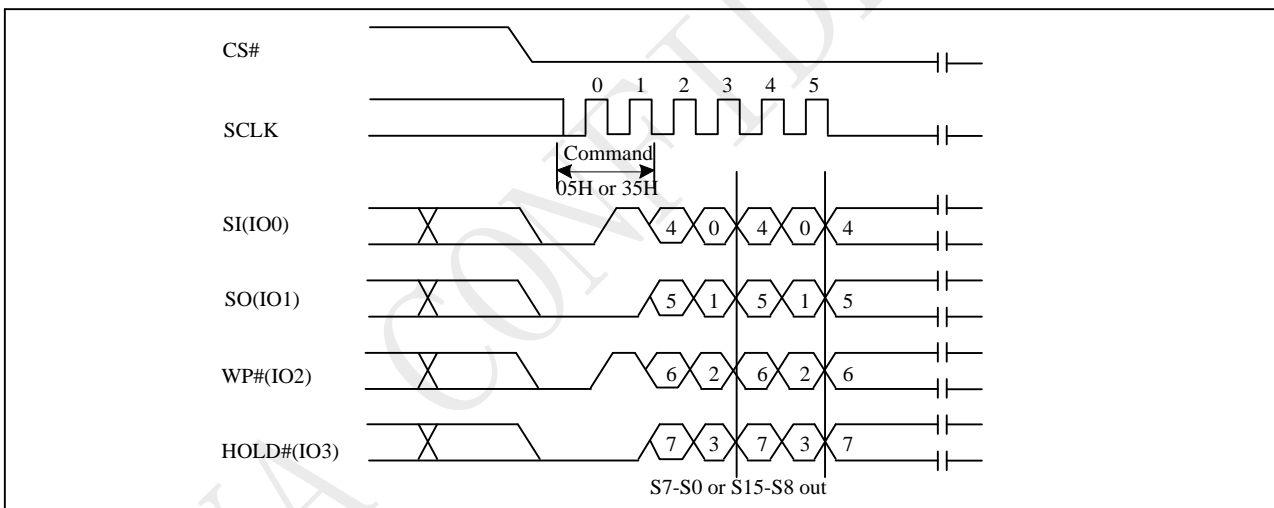 CS#
0 1 2 3 4 5
SCLK
Command
05H or 35H
SI(IO0) 4 0 4 0 4
SO(IO1) 5 1 5 1 5
WP#(IO2) 6 2 6 2 6
HOLD#(IO3) 7 3 7 3 7
S7-S0 or S15-S8 out